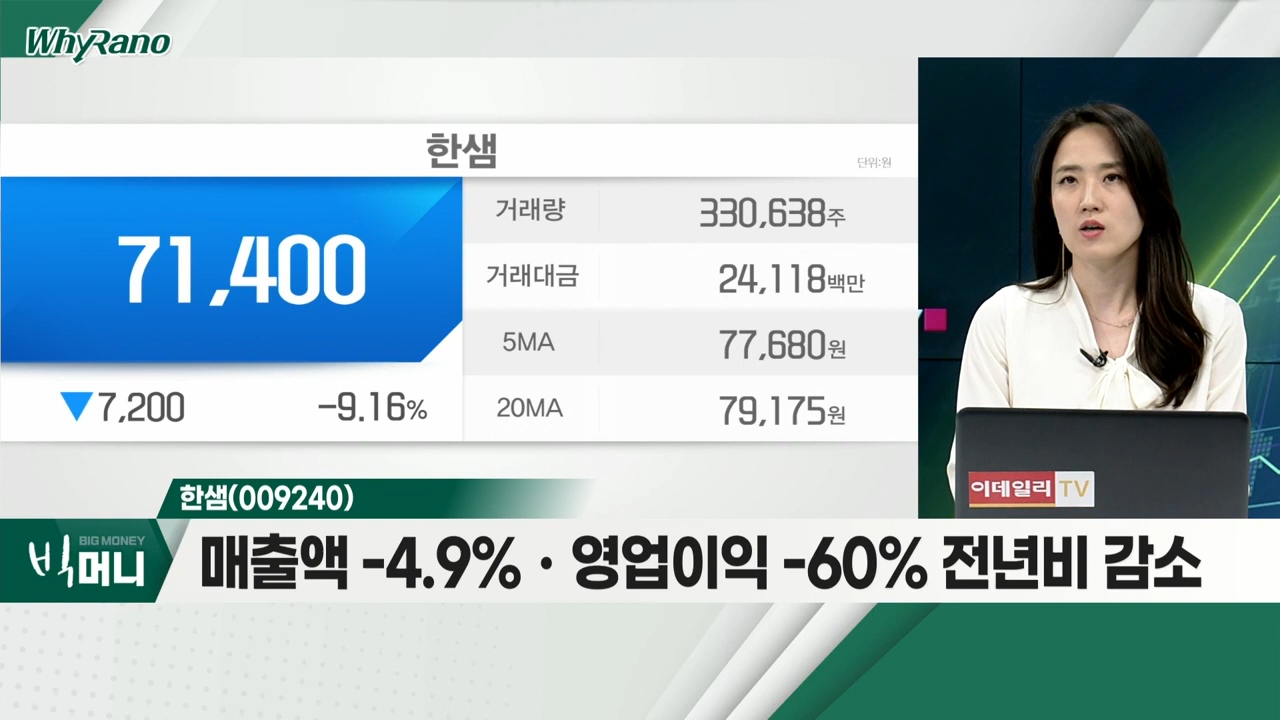 WhyRano
한샘
단위:원
71,400
▼7,200 -9.16%
거래량 330,638주
거래대금 24,118백만
5MA 77,680원
20MA 79,175원
이데일리 TV
한샘(009240)
BIG MONEY
빅머니
매출액 -4.9%·영업이익 -60% 전년비 감소